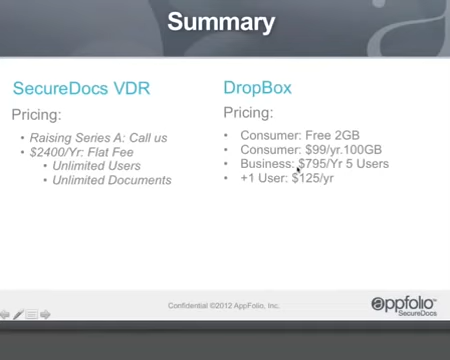 Summary
SecureDocs VDR
Pricing:
• Raising Series A: Call us
• $2400/Yr: Flat Fee
• Unlimited Users
• Unlimited Documents
DropBox
Pricing:
• Consumer: Free 2GB
• Consumer: $99/yr.100GB
• Business: $795/Yr 5 Users
• +1 User: $125/yr
Confidential ©2012 AppFolio, Inc.
appfolio™
SecureDocs